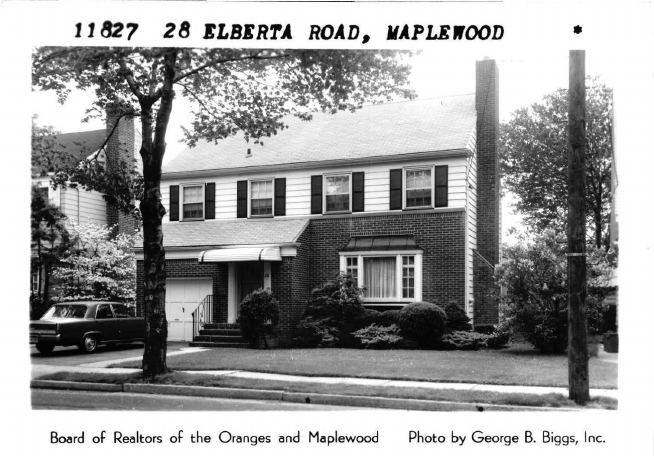 11827 28 ELBERTA ROAD, MAPLEWOOD *
Board of Realtors of the Oranges and Maplewood Photo by George B. Biggs, Inc.